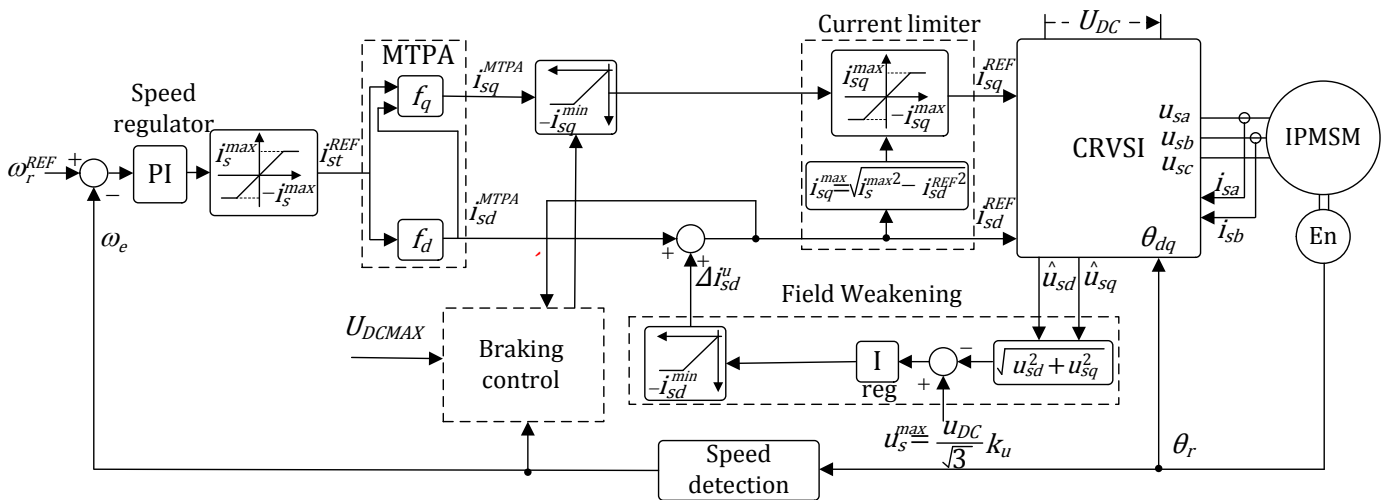 Current limiter
U_DC
MTPA
i_sq^MTPA
i_sq^max
i_sq^REF
Speed
regulator
f_q
−i_sq^min
−i_sq^max
u_sa
u_sb
u_sc
IPMSM
i_s^max
i_st^REF
CRVSI
ω_r^REF
+
−
PI
−i_s^max
i_sq^max=√(i_s^max2 − i_sd^REF2)
i_sa
i_sd^MTPA
i_sd^REF
i_sb
ω_e
f_d
+
+
θ_dq
En
Δi_sd^u
û_sd
û_sq
Field Weakening
U_DCMAX
Braking
control
−i_sd^min
I
reg
−
+
√(u_sd^2+u_sq^2)
u_s^max=u_DC/√3 k_u
θ_r
Speed
detection